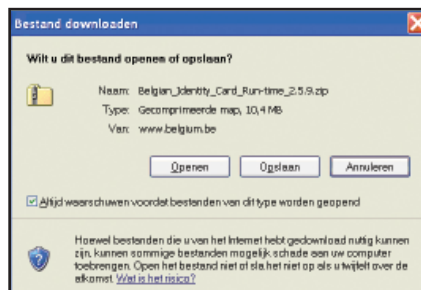 Bestand downloaden
Wilt u dit bestand openen of opslaan?
Naam: Belgian_Identity_Card_Run-time_2.5.9.zip
Type: Gecomprimeerde map, 10,4 MB
Van: www.belgium.be
Openen Opslaan Annuleren
Altijd waarschuwen voordat bestanden van dit type worden geopend
Hoewel bestanden die u van het Internet hebt gedownload nuttig kunnen
zijn, kunnen sommige bestanden mogelijk schade aan uw computer
toebrengen. Open het bestand niet of sla het niet op als u twijfelt over de
afkomst. Wat is het risico?